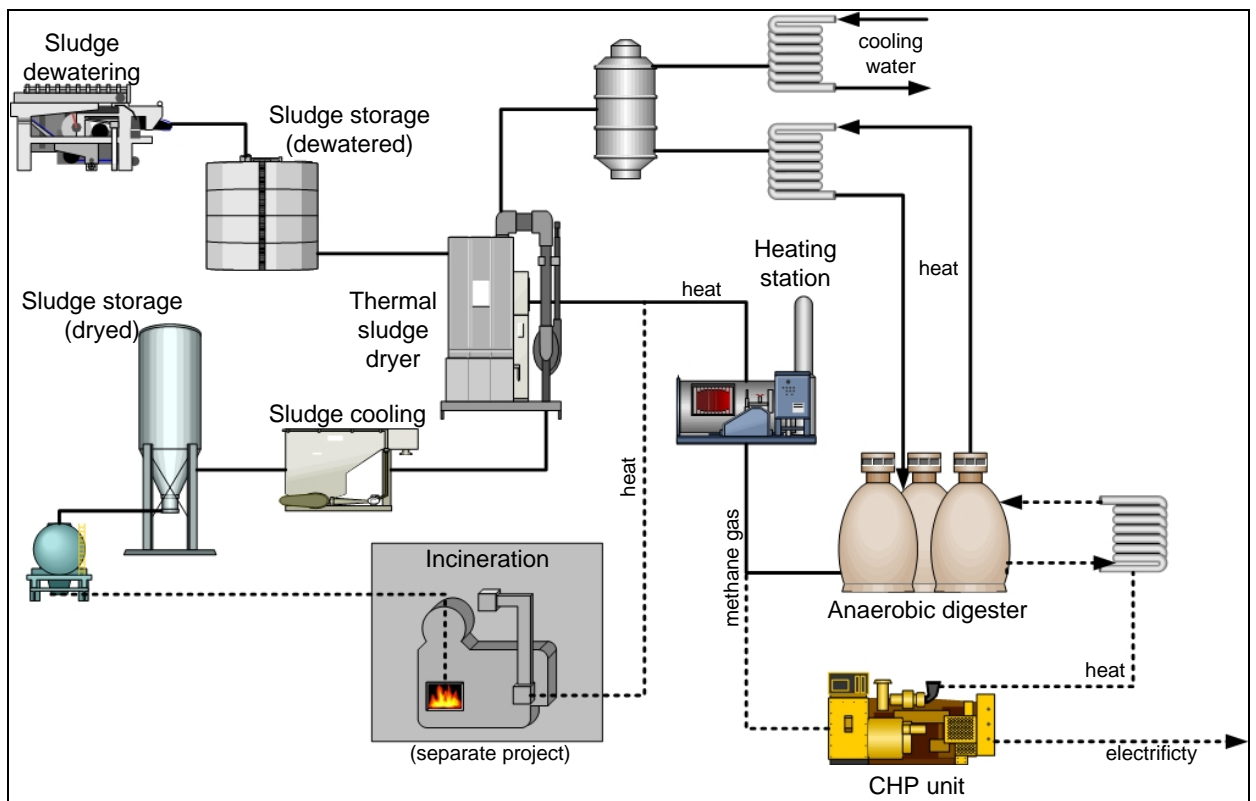 Sludge
dewatering
Sludge storage
(dewatered)
cooling
water
Heating
station
heat
heat
Sludge storage
(dryed)
Thermal
sludge
dryer
Sludge cooling
heat
methane gas
Incineration
(separate project)
Anaerobic digester
heat
electrificty
CHP unit